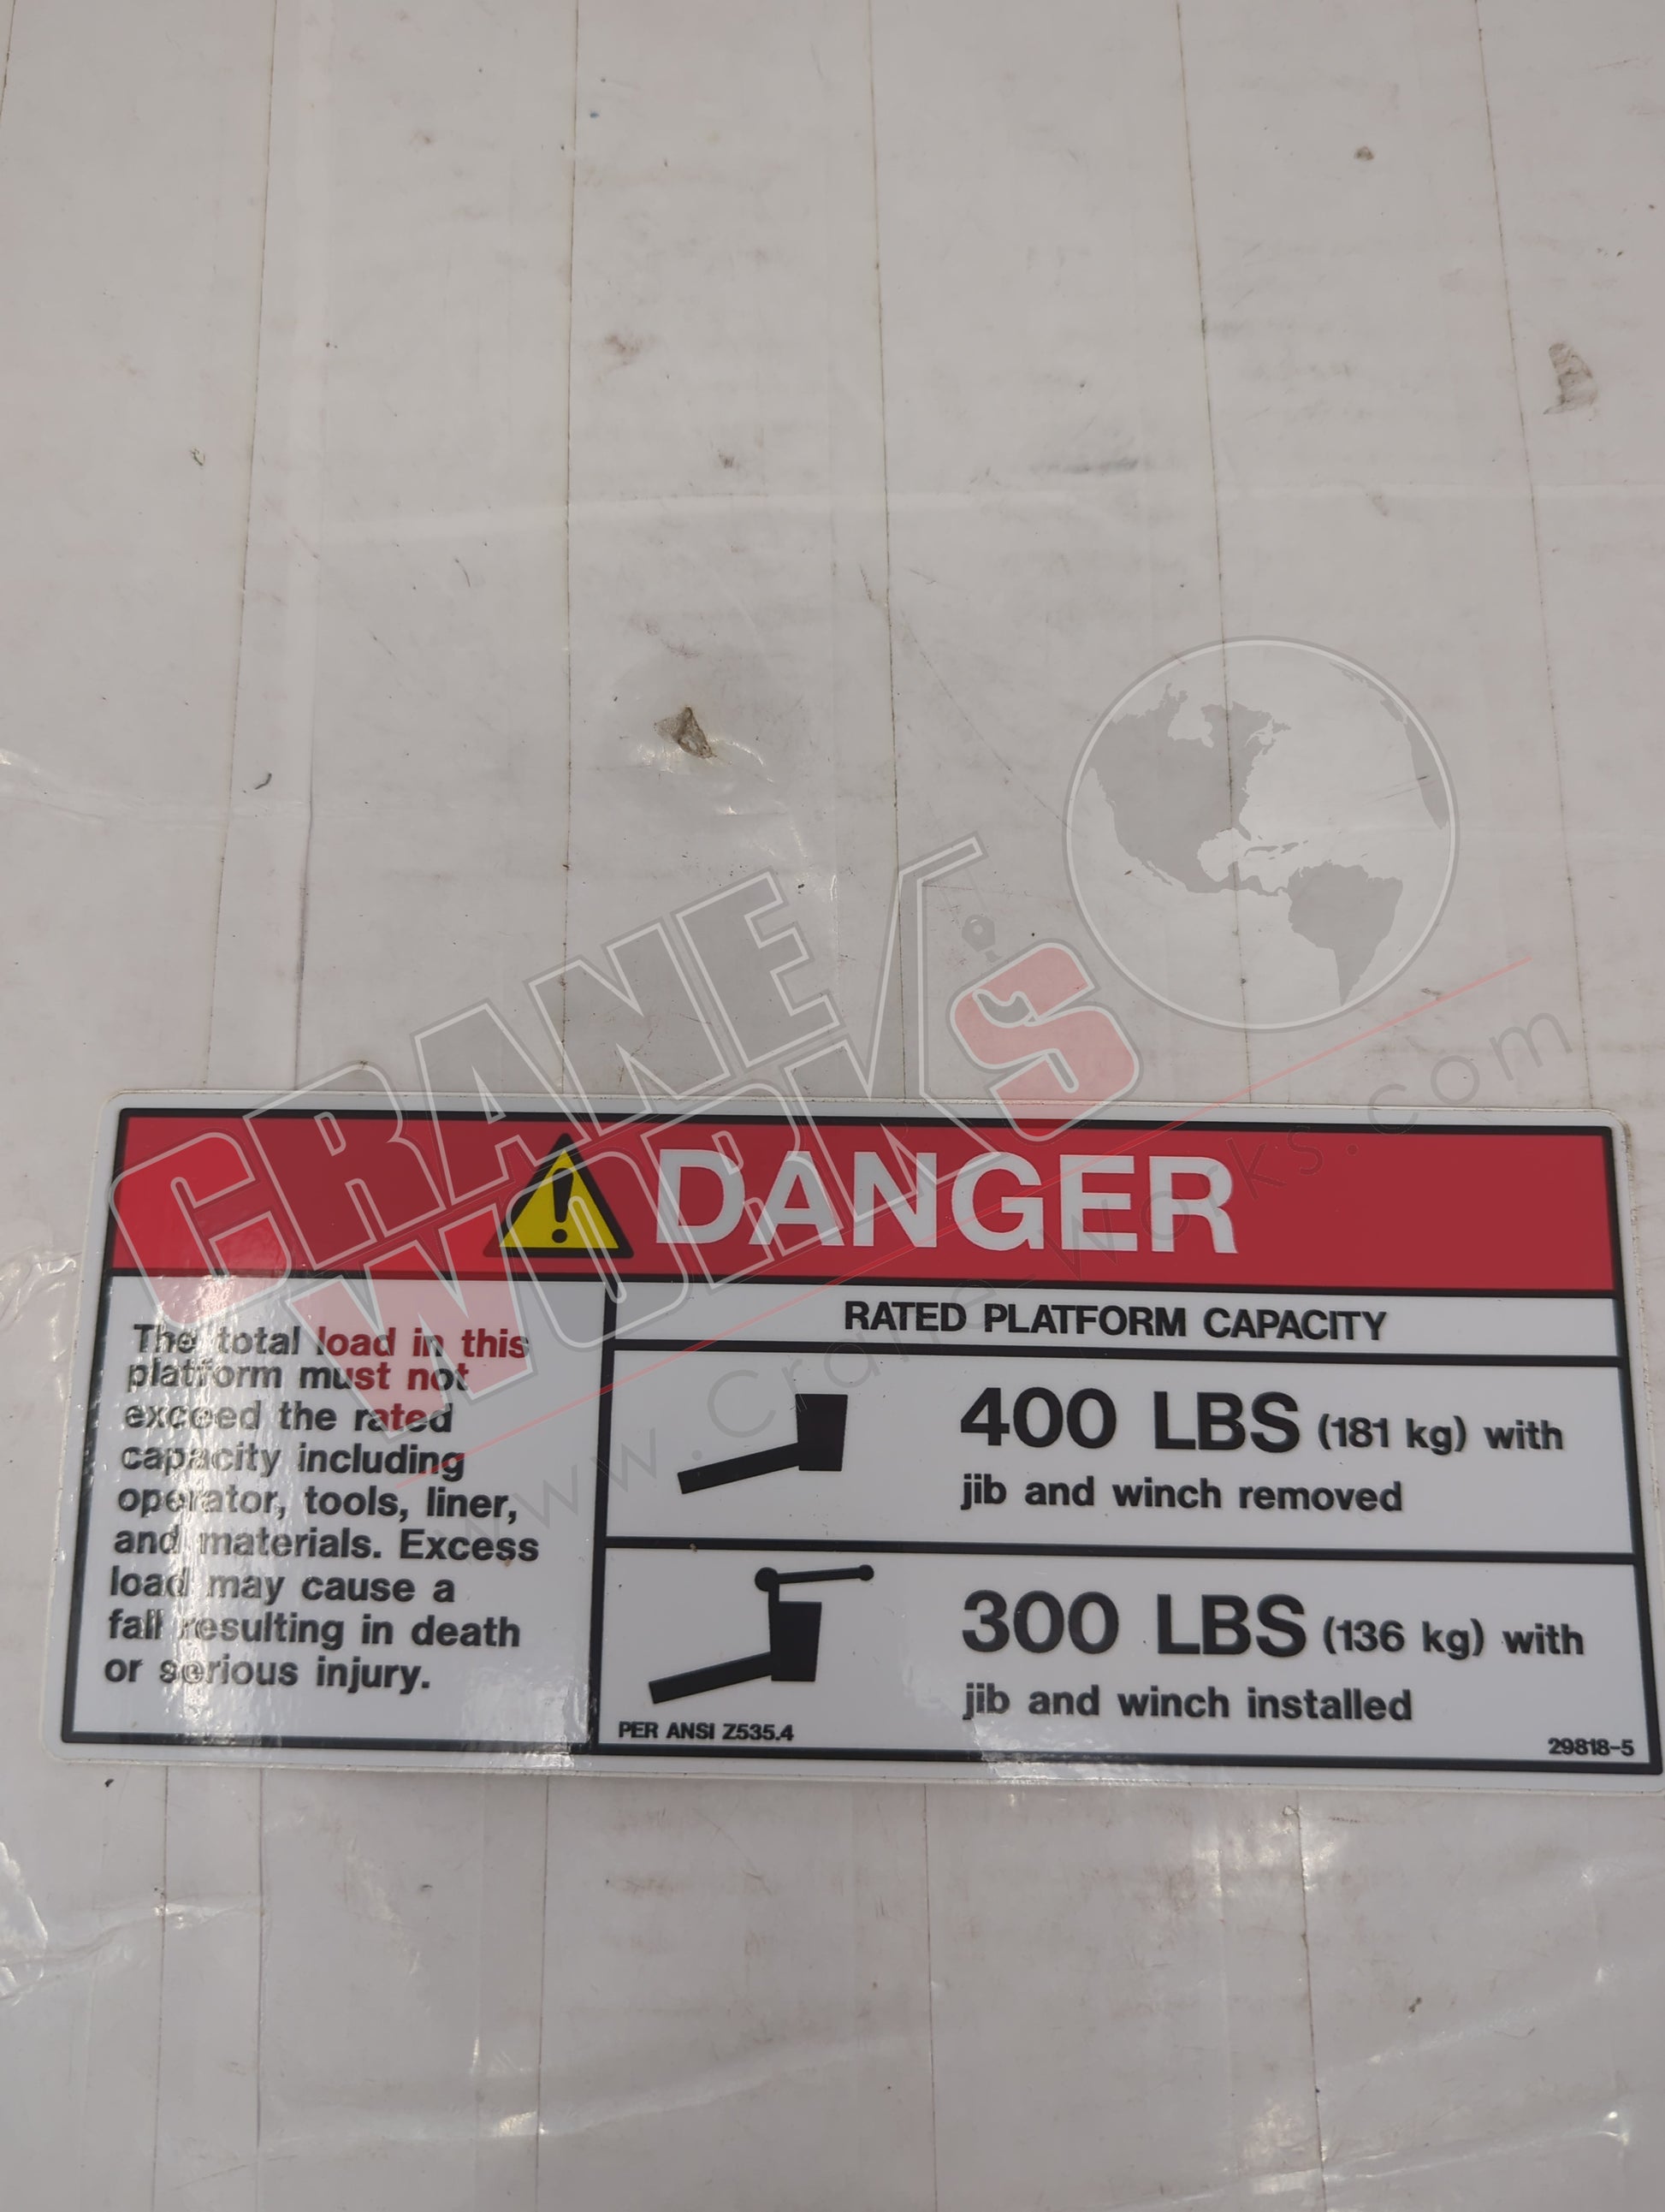 CRANE
WORKS
www.Crane-Works.com
DANGER
The total load in this
platform must not
exceed the rated
capacity including
operator, tools, liner,
and materials. Excess
load may cause a
fall resulting in death
or serious injury.
RATED PLATFORM CAPACITY
400 LBS (181 kg) with
jib and winch removed
300 LBS (136 kg) with
jib and winch installed
PER ANSI Z535.4
29818-5